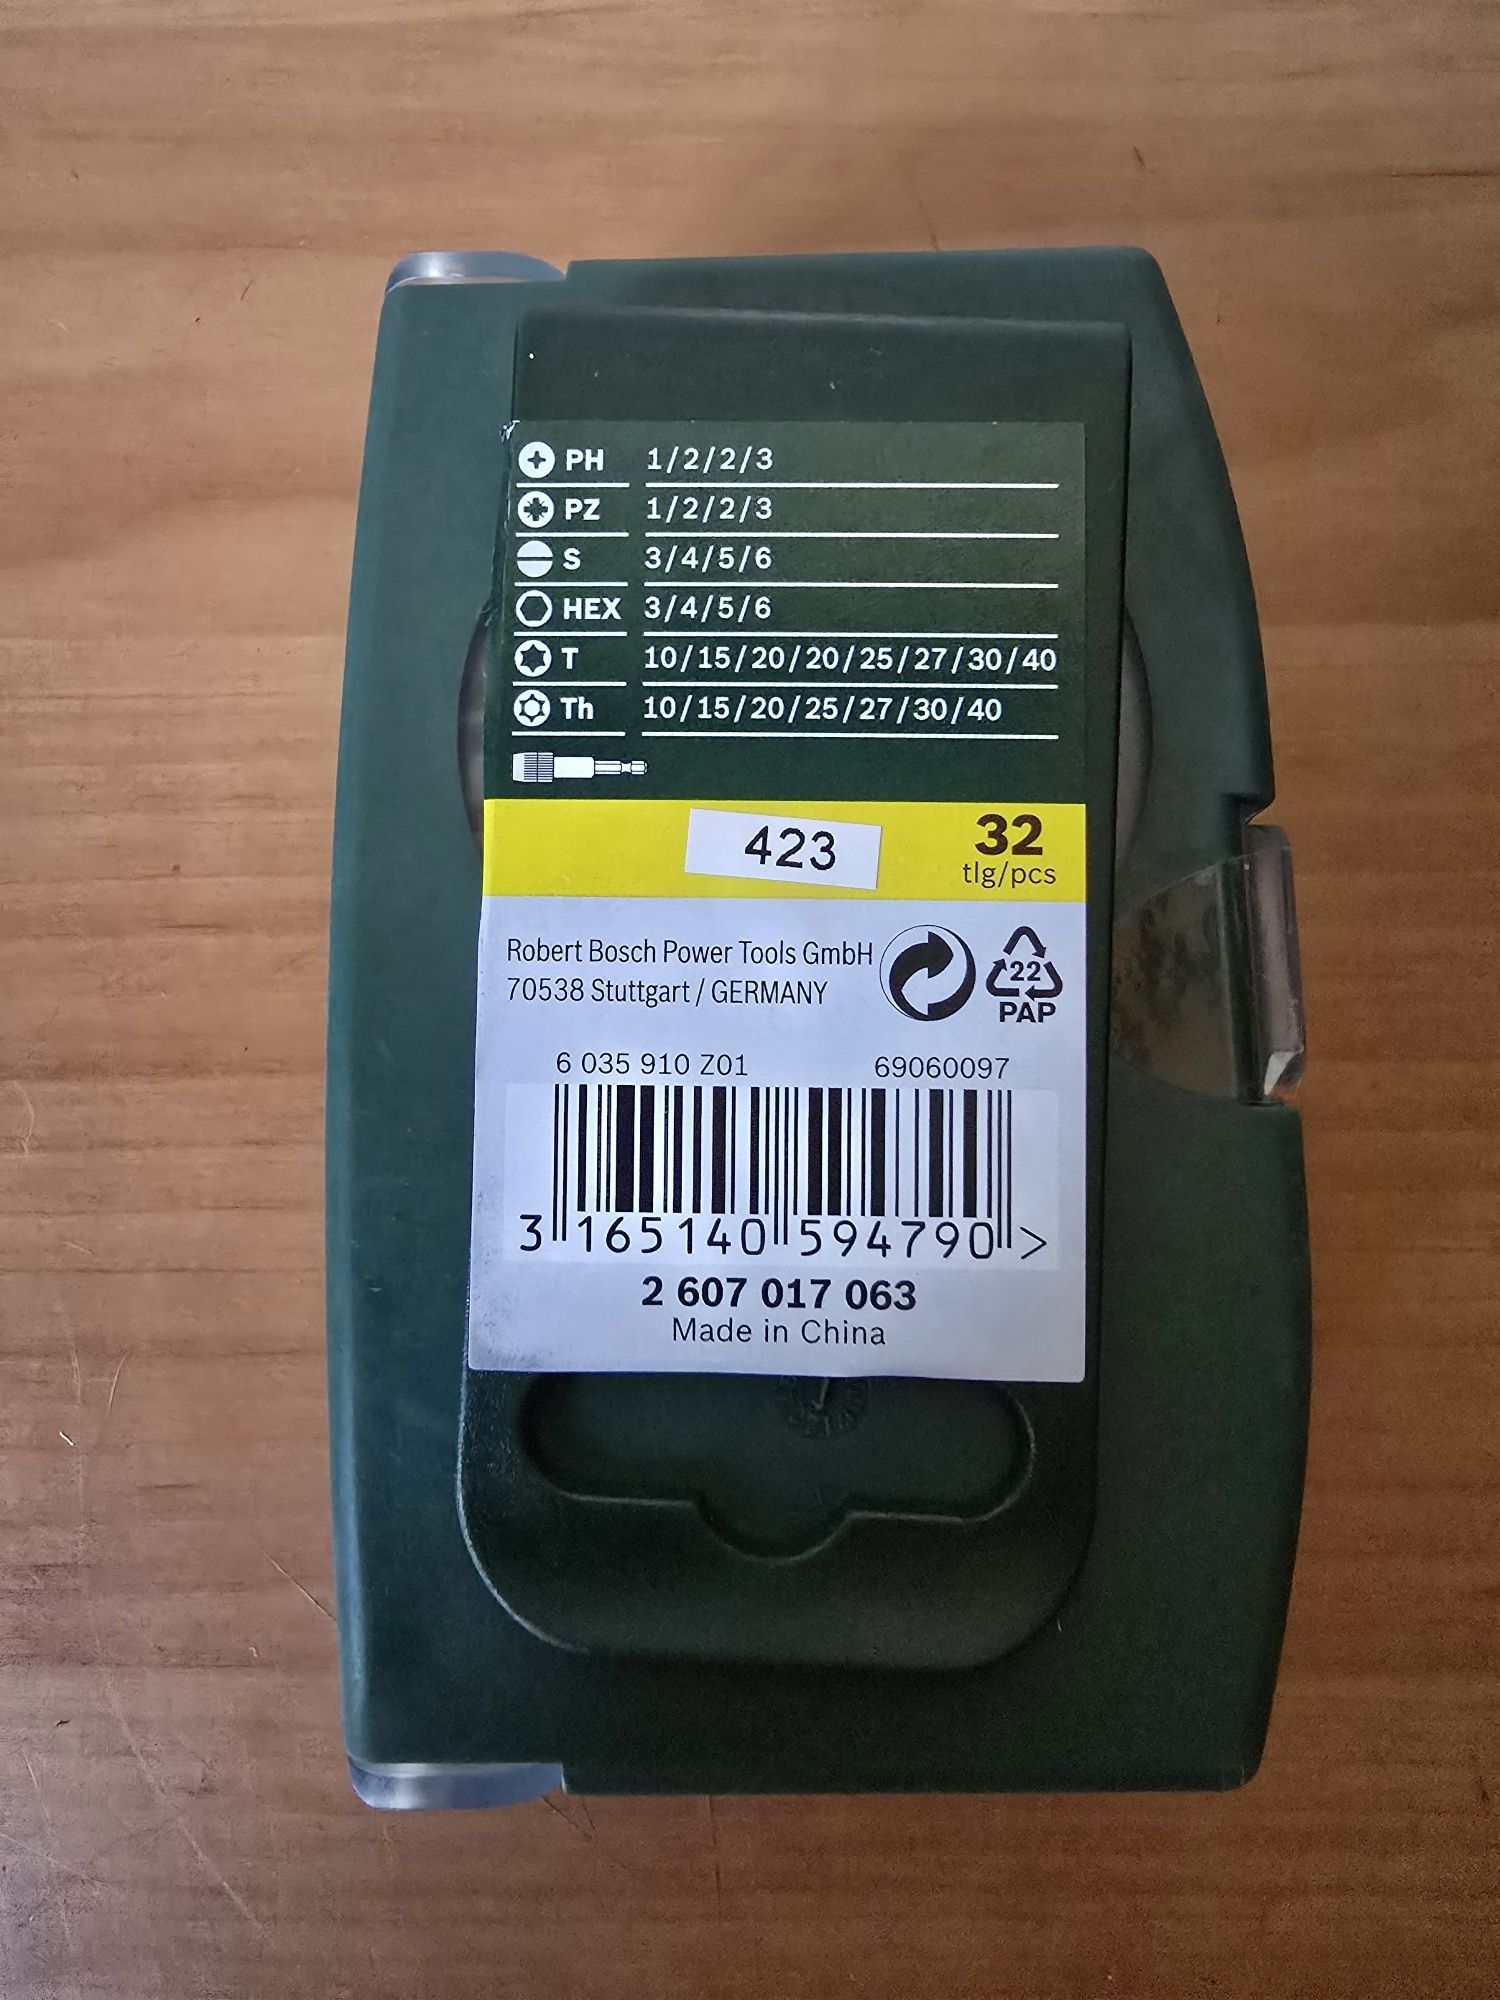 PH 1/2/2/3
PZ 1/2/2/3
S 3/4/5/6
HEX 3/4/5/6
T 10/15/20/20/25/27/30/40
Th 10/15/20/25/27/30/40
423
32
tlg/pcs
Robert Bosch Power Tools GmbH
70538 Stuttgart / GERMANY
22
PAP
6 035 910 Z01 69060097
3 165140 594790 >
2 607 017 063
Made in China